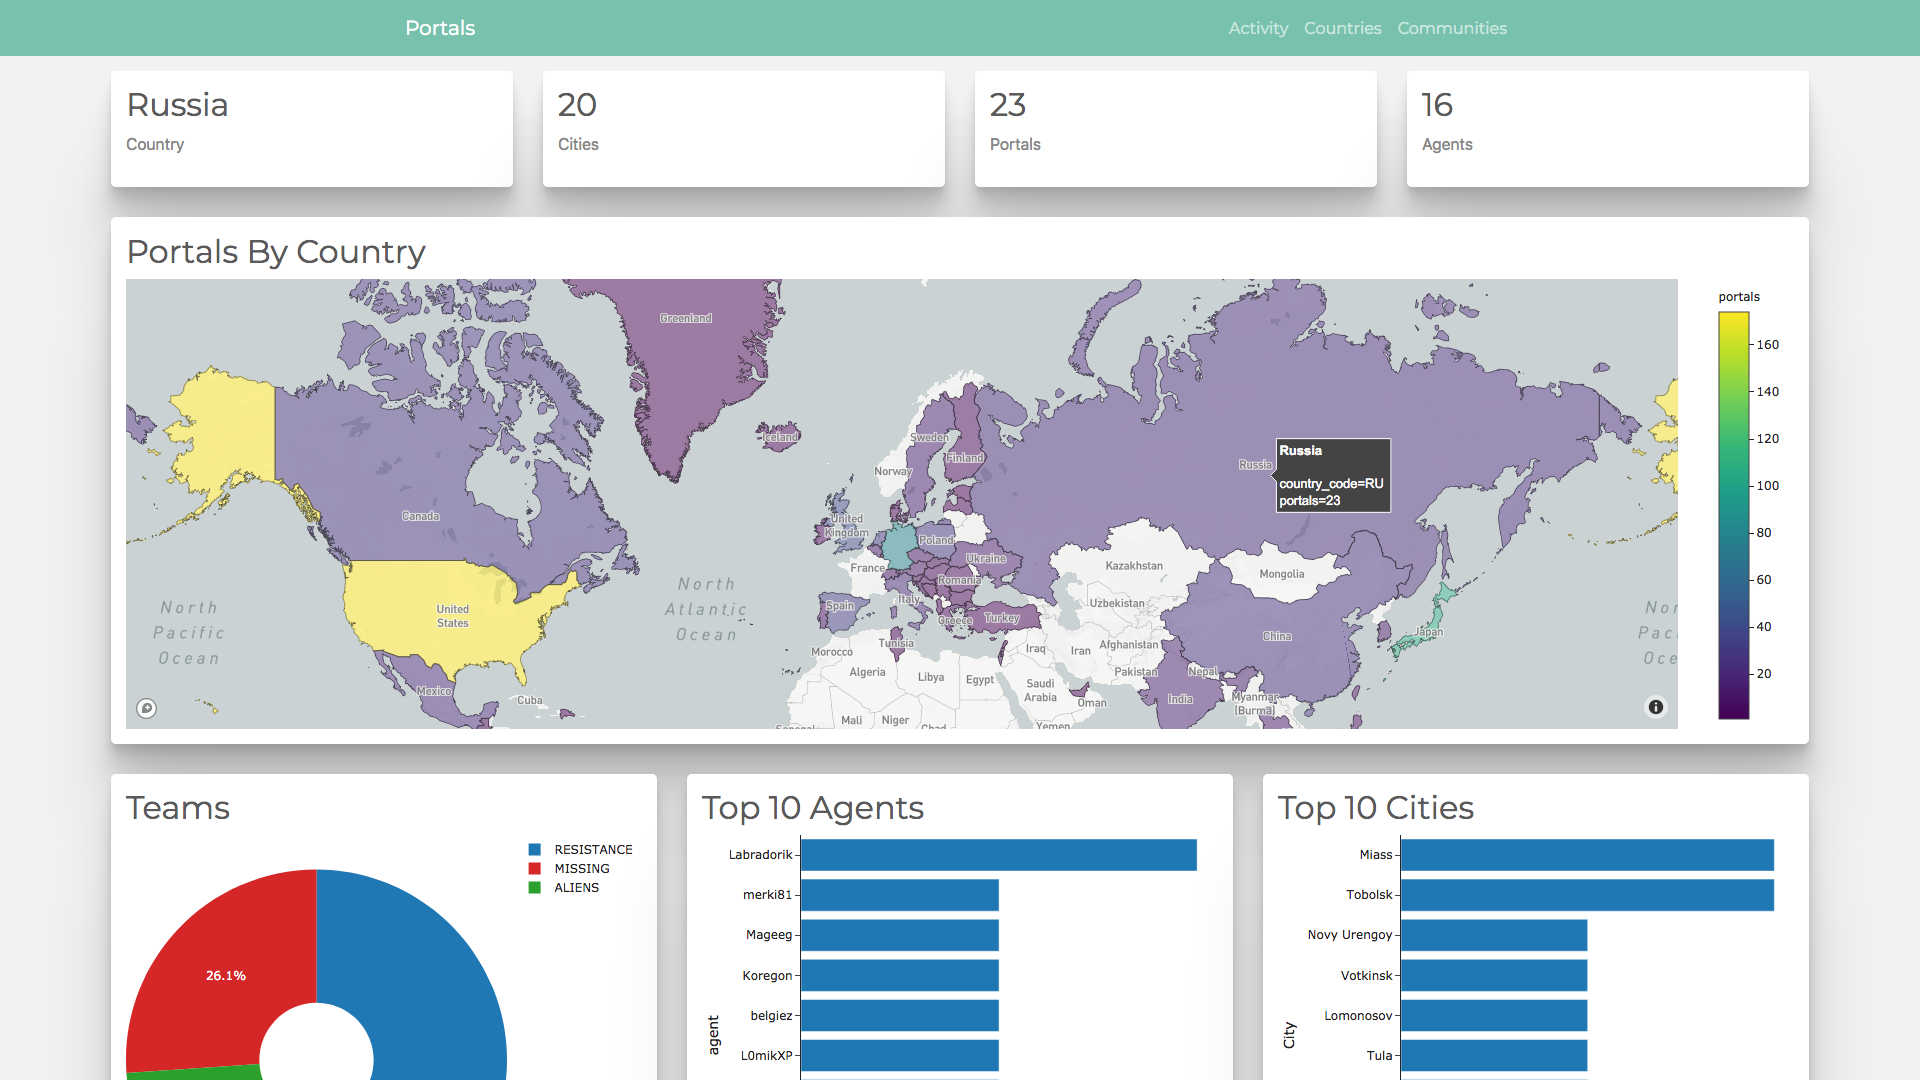 Portals
Activity Countries Communities
Russia
Country
20
Cities
23
Portals
16
Agents
Portals By Country
Greenland
Iceland
Sweden
Finland
Norway
Russia
Russia
country_code=RU
portals=23
Canada
United
Kingdom
Poland
Ukraine
France
Romania
Kazakhstan
Mongolia
North
Atlantic
Ocean
North
Pacific
Ocean
United
States
Spain
Italy
Greece
Turkey
Uzbekistan
China
Japan
Nor
Pac
Oce
Tunisia
Morocco
Iraq
Iran
Afghanistan
Algeria
Libya
Egypt
Pakistan
Nepal
Saudi
Arabia
Oman
India
Myanmar
(Burma)
Mexico
Cuba
Mali
Niger
Chad
Yemen
Senegal
portals
160
140
120
100
80
60
40
20
Teams
RESISTANCE
MISSING
ALIENS
26.1%
Top 10 Agents
Labradorik
merki81
Mageeg
Koregon
belgiez
L0mikXP
agent
Top 10 Cities
Miass
Tobolsk
Novy Urengoy
Votkinsk
Lomonosov
Tula
City